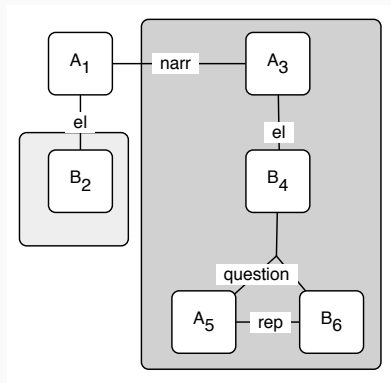 A1 narr A3
el
el
B2
B4
question
A5 rep B6